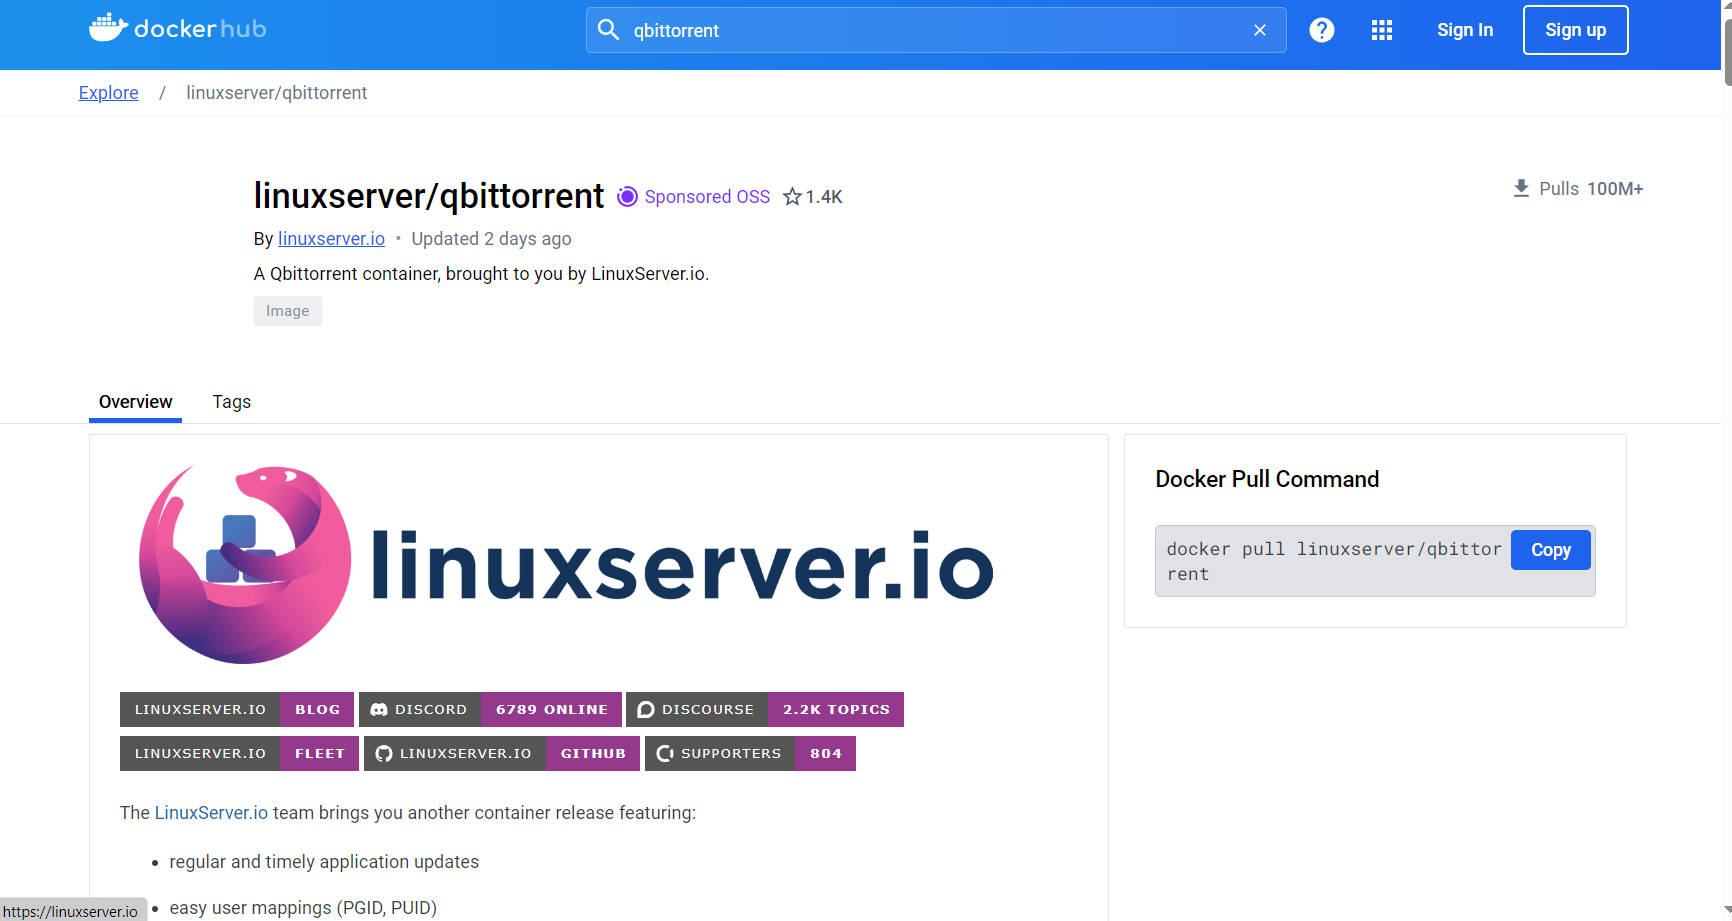 docker hub
qbittorrent
Sign In
Sign up
Explore / linuxserver/qbittorrent
linuxserver/qbittorrent
Sponsored OSS
1.4K
Pulls 100M+
By linuxserver.io • Updated 2 days ago
A Qbittorrent container, brought to you by LinuxServer.io.
Image
Overview
Tags
linuxserver.io
LINUXSERVER.IO BLOG
DISCORD 6789 ONLINE
DISCOURSE 2.2K TOPICS
LINUXSERVER.IO FLEET
LINUXSERVER.IO GITHUB
SUPPORTERS 804
The LinuxServer.io team brings you another container release featuring:
• regular and timely application updates
• easy user mappings (PGID, PUID)
Docker Pull Command
docker pull linuxserver/qbittor
rent
Copy
https://linuxserver.io